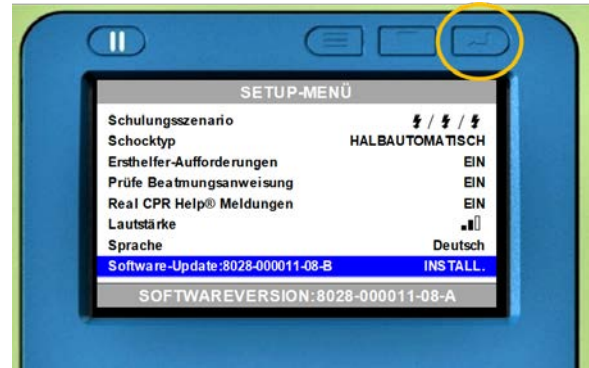 SETUP-MENÜ
Schulungsszenario / /
Schocktyp HALBAUTOMATISCH
Ersthelfer-Aufforderungen EIN
Prüfe Beatmungsanweisung EIN
Real CPR Help® Meldungen EIN
Lautstärke
Sprache Deutsch
Software-Update:8028-000011-08-B INSTALL.
SOFTWAREVERSION:8028-000011-08-A